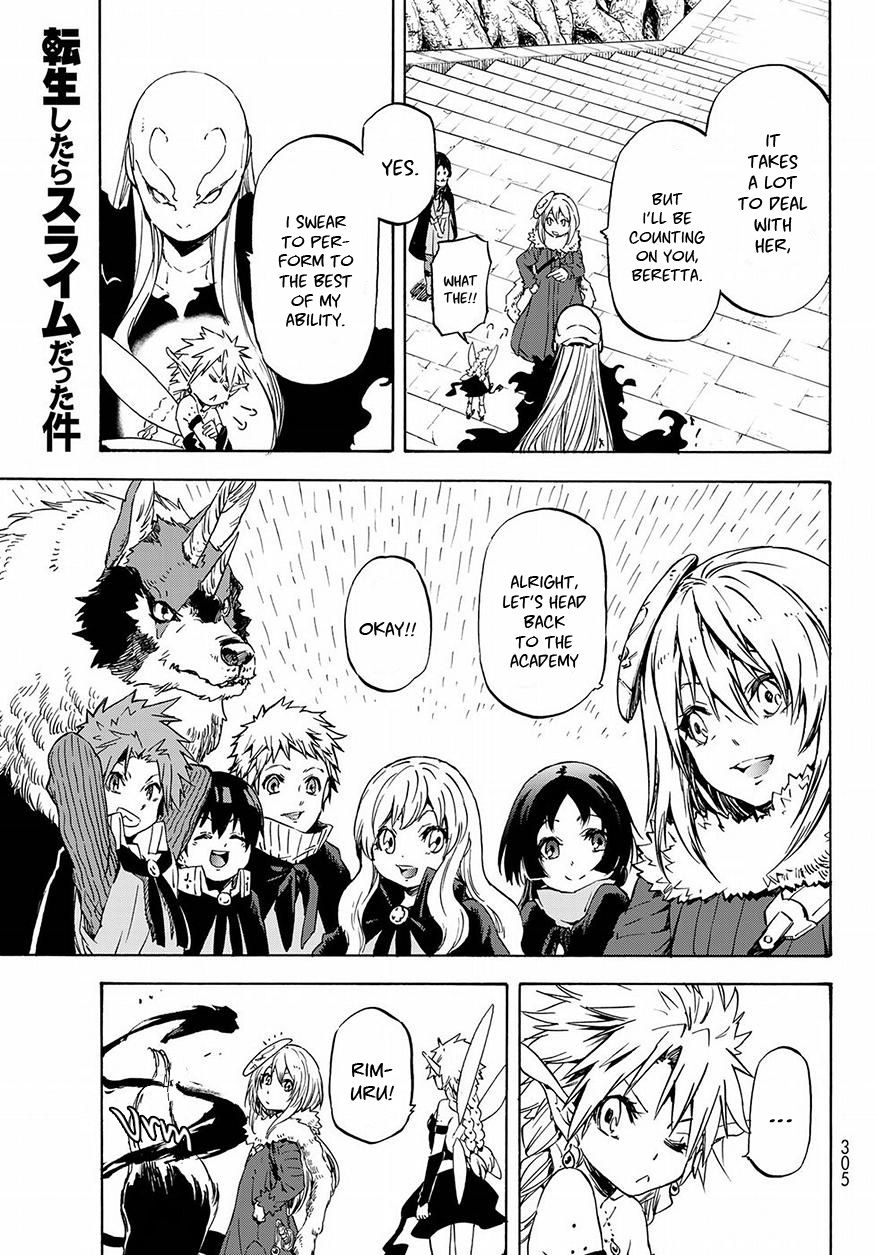 IT
TAKES
A LOT
TO DEAL
WITH
HER,
BUT
I'LL BE
COUNTING
ON YOU,
BERETTA.
WHAT
THE!!
YES.
I SWEAR
TO PER-
FORM TO
THE BEST
OF MY
ABILITY.
転生したらスライムだった件
ALRIGHT,
LET'S HEAD
BACK
TO THE
ACADEMY
OKAY!!
....
RIM-
URU!
305